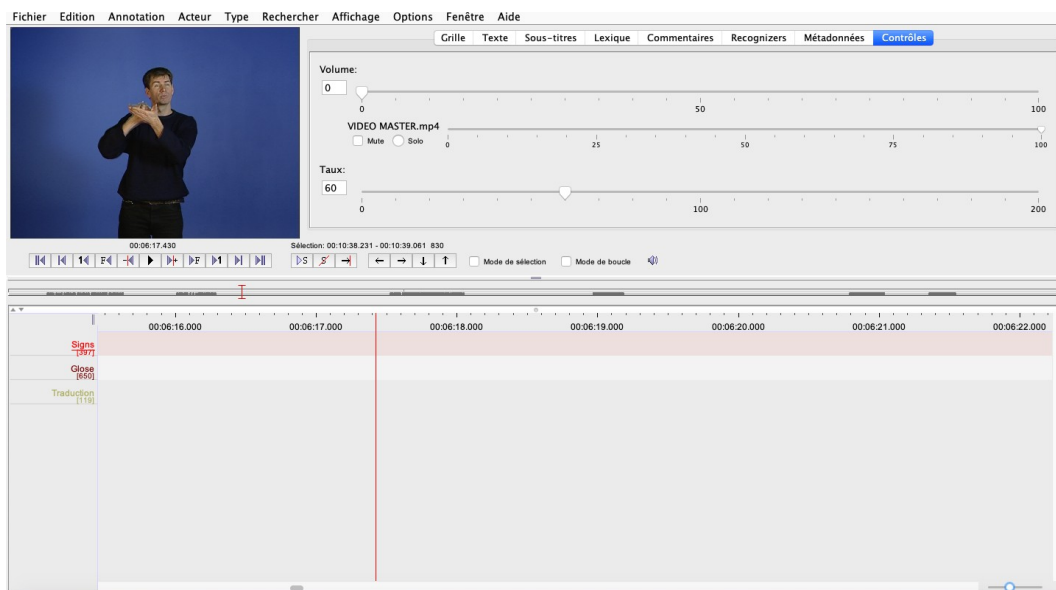 Fichier Edition Annotation Acteur Type Rechercher Affichage Options Fenêtre Aide
Grille Texte Sous-titres Lexique Commentaires Recognizers Métadonnées Contrôles
Volume:
0
0 50 100
VIDEO MASTER.mp4
Mute Solo
0 25 50 75 100
Taux:
60
0 100 200
00:06:17.430 Sélection: 00:10:38.231 - 00:10:39.061 830
1 F F 1 S S Mode de sélection Mode de boucle
00:06:16.000 00:06:17.000 00:06:18.000 00:06:19.000 00:06:20.000 00:06:21.000 00:06:22.000
Signs
[397]
Glose
[650]
Traduction
[119]